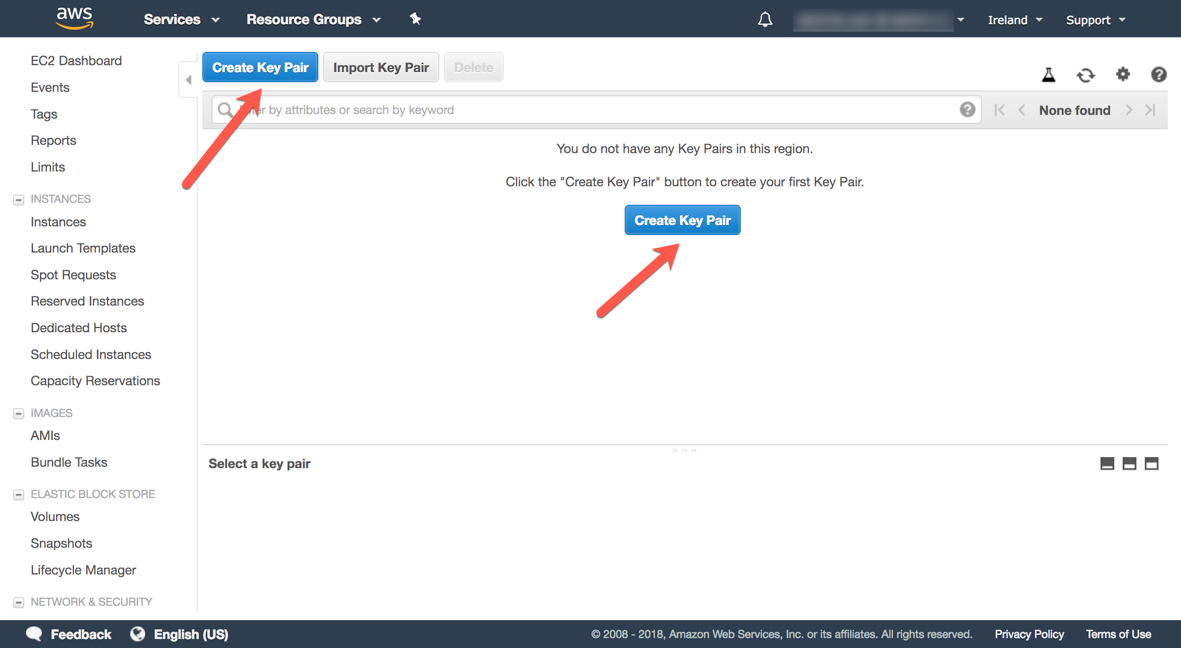 aws
Services
Resource Groups
Ireland
Support
EC2 Dashboard
Events
Tags
Reports
Limits
INSTANCES
Instances
Launch Templates
Spot Requests
Reserved Instances
Dedicated Hosts
Scheduled Instances
Capacity Reservations
IMAGES
AMIs
Bundle Tasks
ELASTIC BLOCK STORE
Volumes
Snapshots
Lifecycle Manager
NETWORK & SECURITY
Create Key Pair
Import Key Pair
Delete
by attributes or search by keyword
None found
You do not have any Key Pairs in this region.
Click the "Create Key Pair" button to create your first Key Pair.
Create Key Pair
Select a key pair
Feedback
English (US)
© 2008 - 2018, Amazon Web Services, Inc. or its affiliates. All rights reserved.
Privacy Policy
Terms of Use